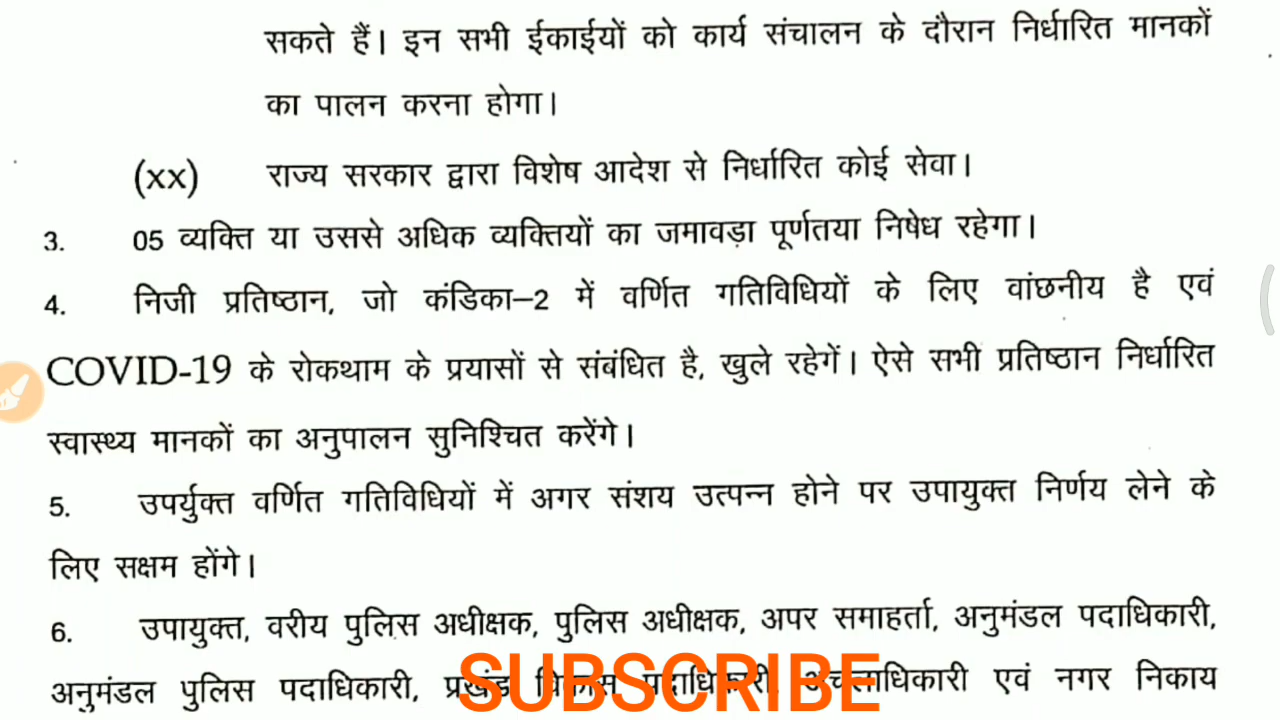 सकते हैं। इन सभी ईकाईयों को कार्य संचालन के दौरान निर्धारित मानकों
का पालन करना होगा।
(xx) राज्य सरकार द्वारा विशेष आदेश से निर्धारित कोई सेवा।
3. 05 व्यक्ति या उससे अधिक व्यक्तियों का जमावड़ा पूर्णतया निषेध रहेगा।
4. निजी प्रतिष्ठान, जो कंडिका–2 में वर्णित गतिविधियों के लिए वांछनीय है एवं
COVID-19 के रोकथाम के प्रयासों से संबंधित है, खुले रहेगें। ऐसे सभी प्रतिष्ठान निर्धारित
स्वास्थ्य मानकों का अनुपालन सुनिश्चित करेंगे।
5. उपर्युक्त वर्णित गतिविधियों में अगर संशय उत्पन्न होने पर उपायुक्त निर्णय लेने के
लिए सक्षम होंगे।
6. उपायुक्त, वरीय पुलिस अधीक्षक, पुलिस अधीक्षक, अपर समाहर्ता, अनुमंडल पदाधिकारी,
अनुमंडल पुलिस पदाधिकारी, प्रखंड विकास पदाधिकारी, अंचलाधिकारी एवं नगर निकाय
SUBSCRIBE